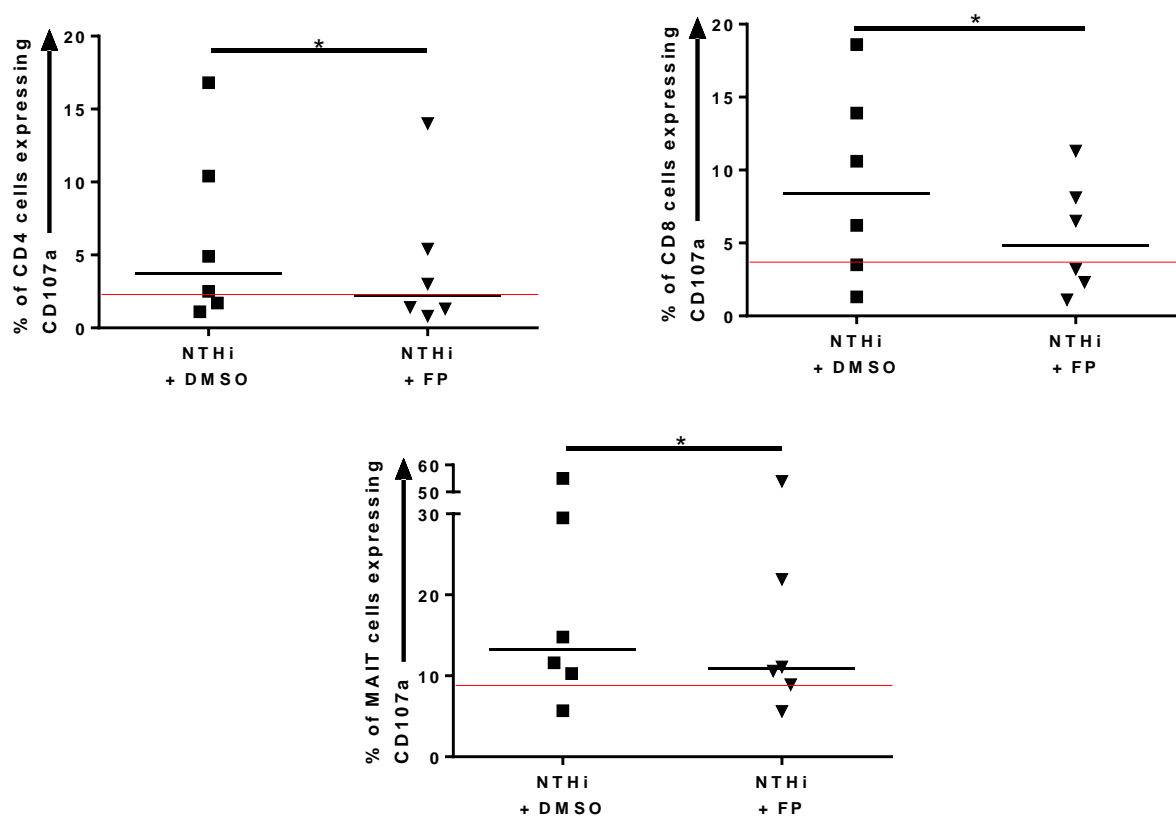 % of CD4 cells expressing
CD107a
20
15
10
5
0
*
NTHi
+ DMSO
NTHi
+ FP
% of CD8 cells expressing
CD107a
20
15
10
5
0
*
NTHi
+ DMSO
NTHi
+ FP
% of MAIT cells expressing
CD107a
60
50
30
20
10
0
*
NTHi
+ DMSO
NTHi
+ FP